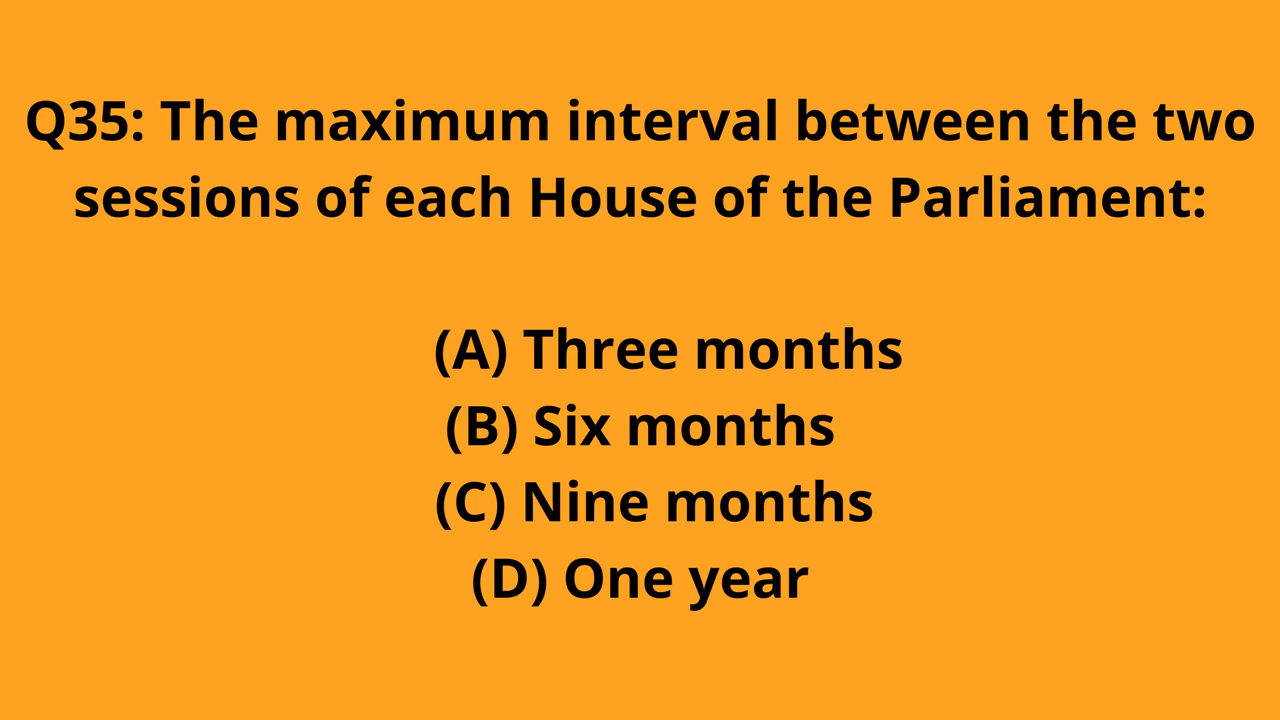 Q35: The maximum interval between the two
sessions of each House of the Parliament:
(A) Three months
(B) Six months
(C) Nine months
(D) One year